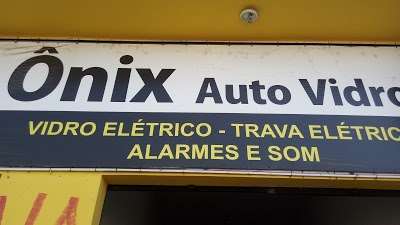 Ônix Auto Vidro
VIDRO ELÉTRICO - TRAVA ELÉTRIC
ALARMES E SOM